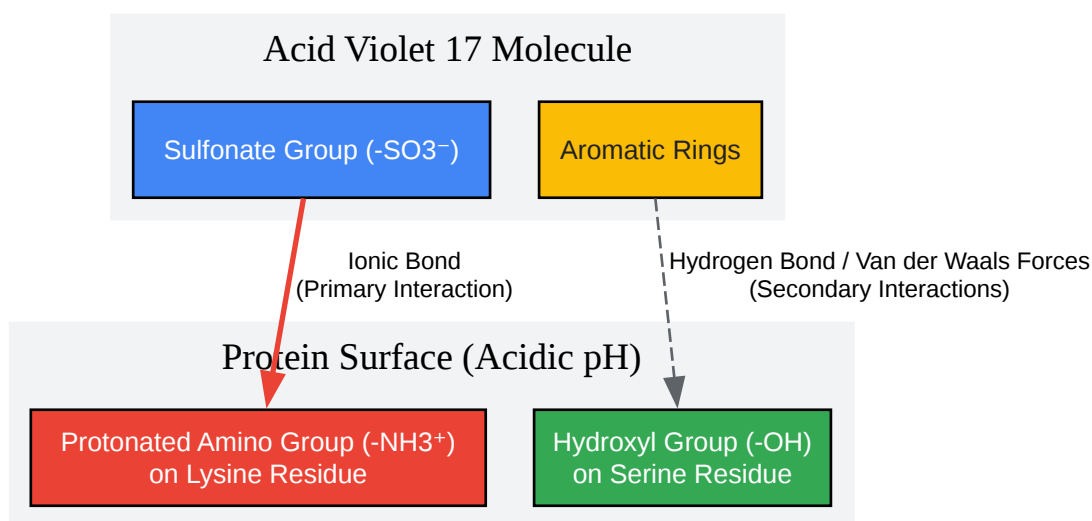 Acid Violet 17 Molecule
Sulfonate Group (-SO3⁻)
Aromatic Rings
Ionic Bond
(Primary Interaction)
Hydrogen Bond / Van der Waals Forces
(Secondary Interactions)
Protein Surface (Acidic pH)
Protonated Amino Group (-NH3⁺)
on Lysine Residue
Hydroxyl Group (-OH)
on Serine Residue